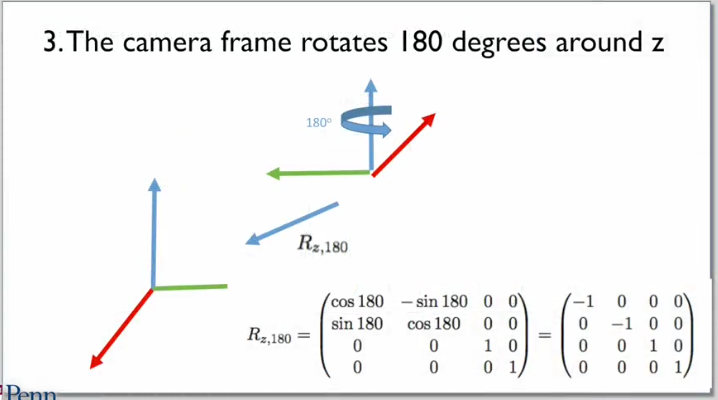 3. The camera frame rotates 180 degrees around z
180°
R_{z,180}
R_{z,180} = \begin{pmatrix} \cos 180 & -\sin 180 & 0 & 0 \\ \sin 180 & \cos 180 & 0 & 0 \\ 0 & 0 & 1 & 0 \\ 0 & 0 & 0 & 1 \end{pmatrix} = \begin{pmatrix} -1 & 0 & 0 & 0 \\ 0 & -1 & 0 & 0 \\ 0 & 0 & 1 & 0 \\ 0 & 0 & 0 & 1 \end{pmatrix}
Penn